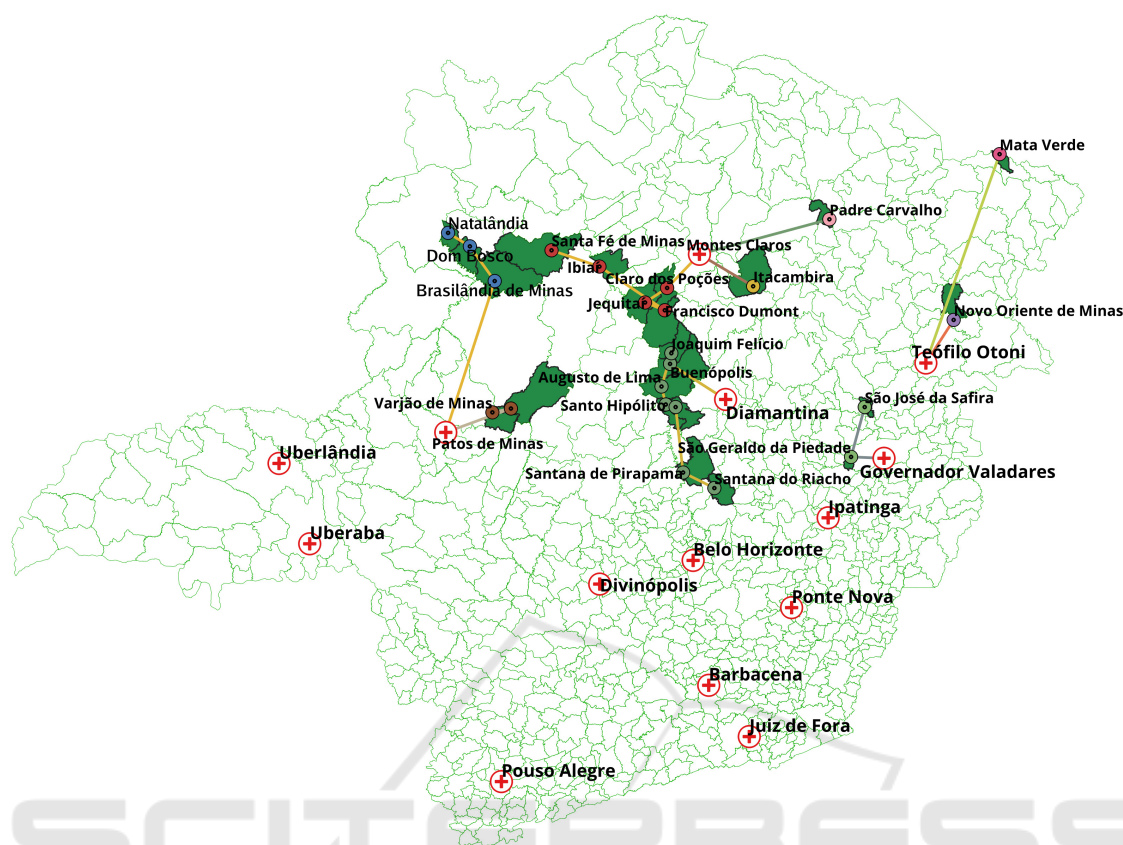 Mata Verde
Padre Carvalho
Natalândia
Santa Fé de Minas
Montes Claros
Dom Bosco
Ibiaí
Claro dos Poções
Itacambira
Brasilândia de Minas
Jequitaí
Francisco Dumont
Novo Oriente de Minas
Joaquim Felício
Teófilo Otoni
Buenópolis
Augusto de Lima
Varjão de Minas
Santo Hipólito
Diamantina
São José da Safira
Patos de Minas
São Geraldo da Piedade
Uberlândia
Governador Valadares
Santana de Pirapama
Santana do Riacho
Ipatinga
Uberaba
Belo Horizonte
Divinópolis
Ponte Nova
Barbacena
Juiz de Fora
Pouso Alegre
SCITEPRESS